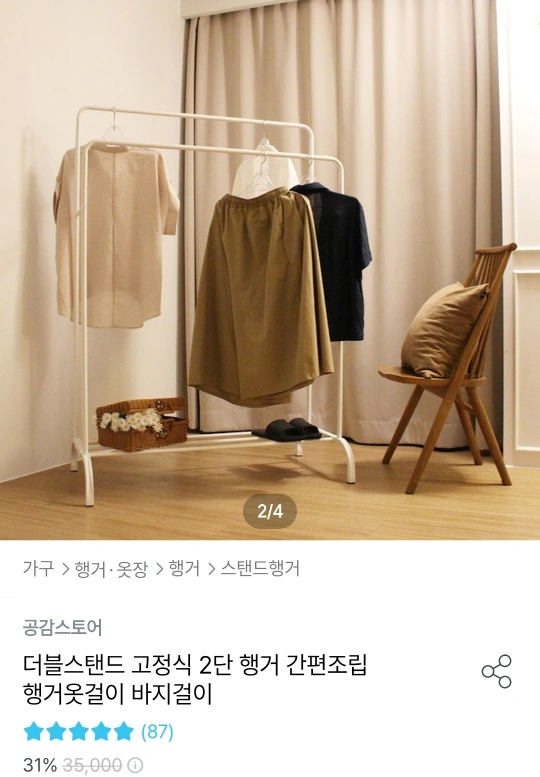 2/4
가구 > 행거·옷장 > 행거 > 스탠드행거
공감스토어
더블스탠드 고정식 2단 행거 간편조립
행거옷걸이 바지걸이
(87)
31% 35,000